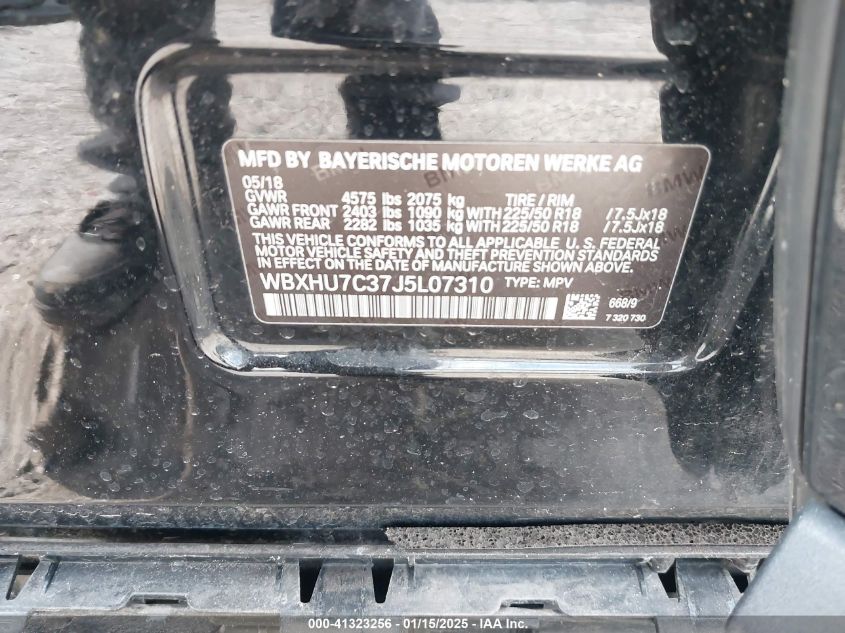 MFD BY BAYERISCHE MOTOREN WERKE AG
05/18
GVWR 4575 lbs 2075 kg TIRE / RIM
GAWR FRONT 2403 lbs 1090 kg WITH 225/50 R18 /7.5Jx18
GAWR REAR 2282 lbs 1035 kg WITH 225/50 R18 /7.5Jx18
THIS VEHICLE CONFORMS TO ALL APPLICABLE U. S. FEDERAL
MOTOR VEHICLE SAFETY AND THEFT PREVENTION STANDARDS
IN EFFECT ON THE DATE OF MANUFACTURE SHOWN ABOVE.
WBXHU7C37J5L07310 TYPE: MPV
668/9
7 320 730
000-41323256 - 01/15/2025 - IAA Inc.